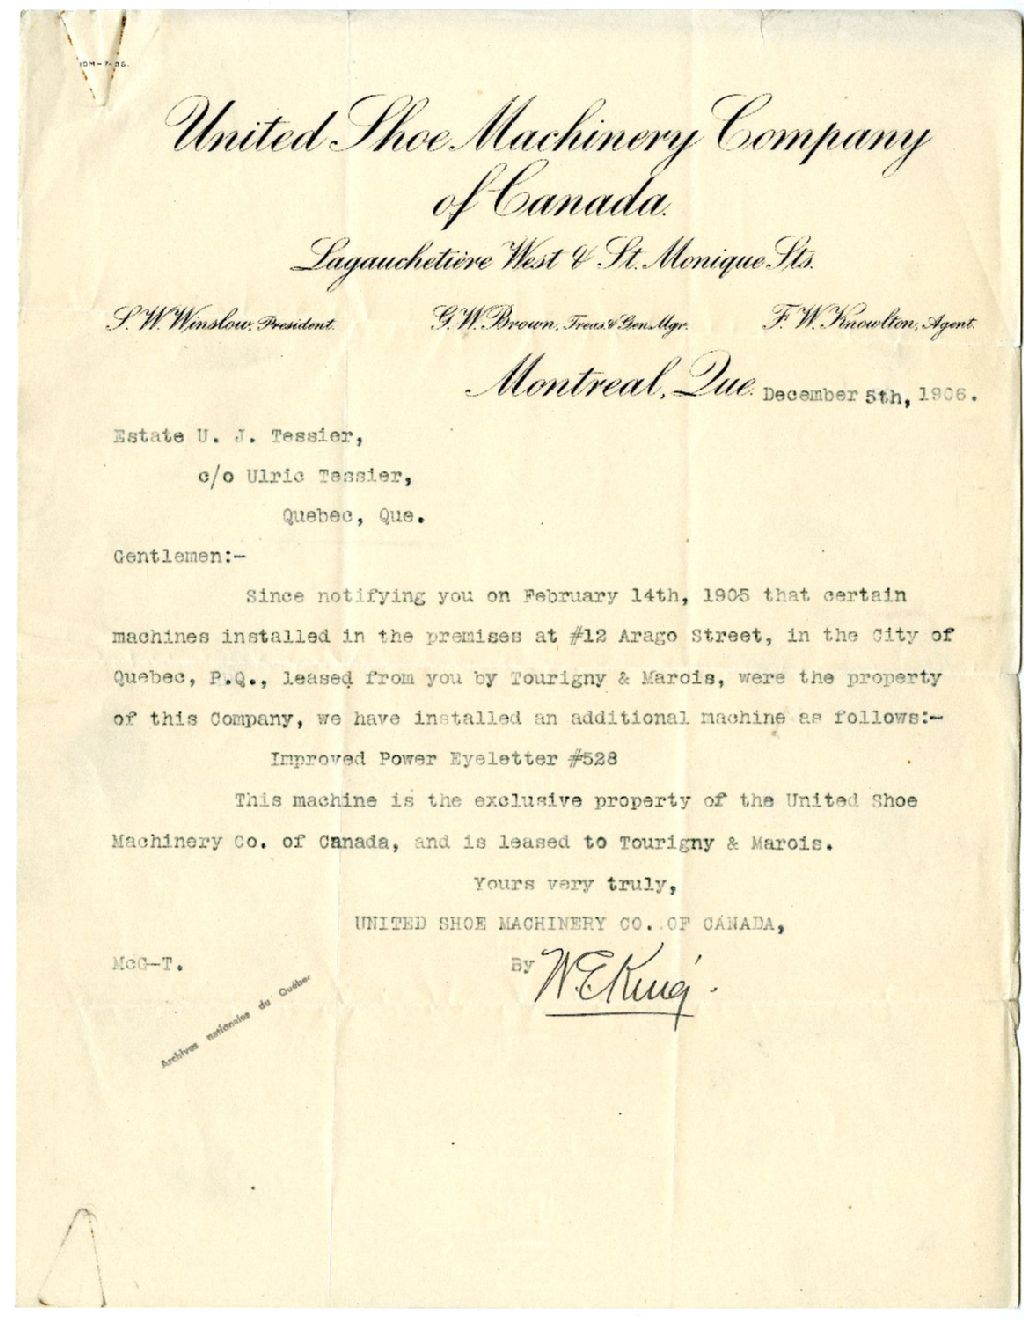 10M-7-06.
United Shoe Machinery Company
of Canada.
Lagauchetière West & St. Monique Sts.
S. W. Winslow, President. G. W. Brown, Treas. & Gen. Mgr. F. W. Knowlton, Agent.
Montreal, Que. December 5th, 1906.
Estate U. J. Tessier,
c/o Ulric Tessier,
Quebec, Que.
Gentlemen:-
Since notifying you on February 14th, 1905 that certain
machines installed in the premises at #12 Arago Street, in the City of
Quebec, P.Q., leased from you by Tourigny & Marois, were the property
of this Company, we have installed an additional machine as follows:-
Improved Power Eyeletter #528
This machine is the exclusive property of the United Shoe
Machinery Co. of Canada, and is leased to Tourigny & Marois.
Yours very truly,
UNITED SHOE MACHINERY CO. OF CANADA,
McG-T. By W. E. King.
Archives nationales du Québec